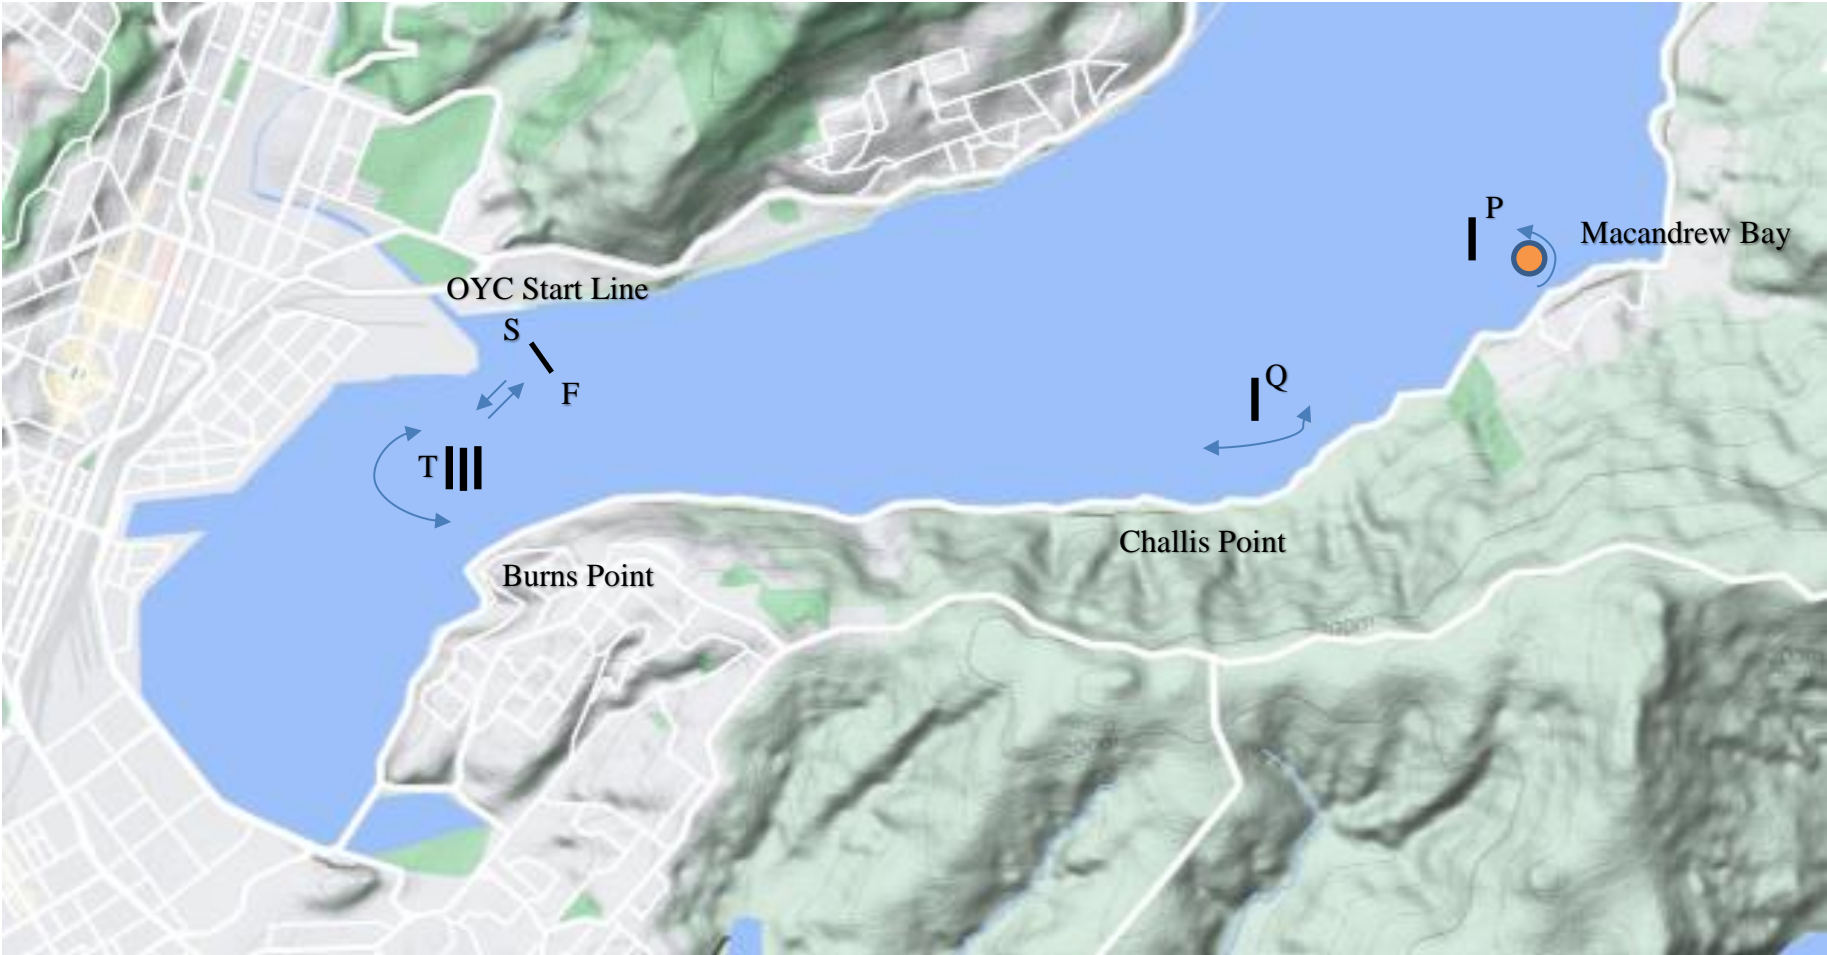 P
Macandrew Bay
OYC Start Line
S
F
Q
T
Challis Point
Burns Point